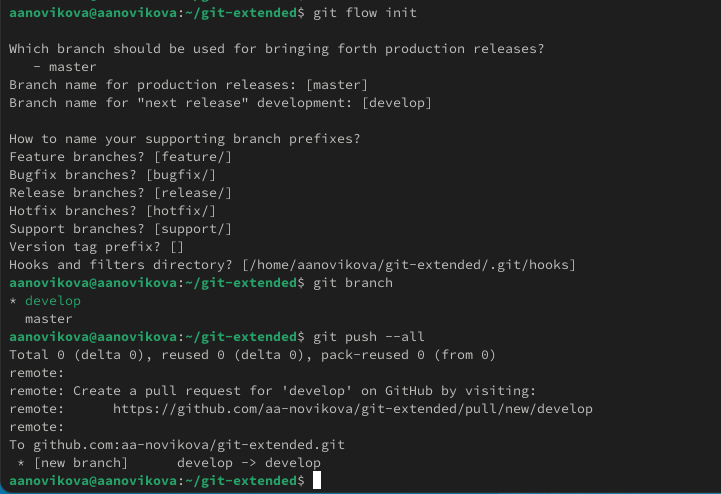 aanovikova@aanovikova:~/git-extended$ git flow init
Which branch should be used for bringing forth production releases?
   - master
Branch name for production releases: [master]
Branch name for "next release" development: [develop]
How to name your supporting branch prefixes?
Feature branches? [feature/]
Bugfix branches? [bugfix/]
Release branches? [release/]
Hotfix branches? [hotfix/]
Support branches? [support/]
Version tag prefix? []
Hooks and filters directory? [/home/aanovikova/git-extended/.git/hooks]
aanovikova@aanovikova:~/git-extended$ git branch
* develop
  master
aanovikova@aanovikova:~/git-extended$ git push --all
Total 0 (delta 0), reused 0 (delta 0), pack-reused 0 (from 0)
remote:
remote: Create a pull request for 'develop' on GitHub by visiting:
remote:      https://github.com/aa-novikova/git-extended/pull/new/develop
remote:
To github.com:aa-novikova/git-extended.git
 * [new branch]      develop -> develop
aanovikova@aanovikova:~/git-extended$